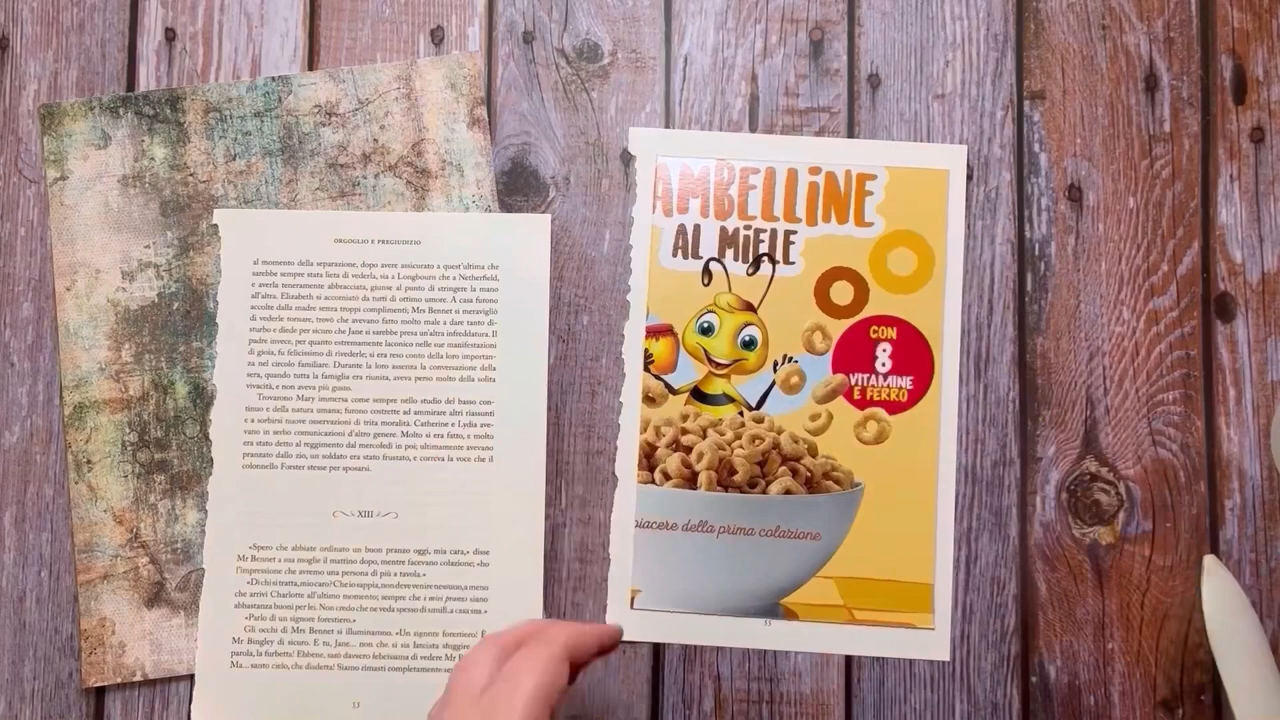 ORGOGLIO E PREGIUDIZIO
al momento della separazione, dopo avere assicurato a quest'ultima che
sarebbe sempre stata lieta di vederla, sia a Longbourn che a Netherfield,
e averla teneramente abbracciata, giunse al punto di stringere la mano
all'altra. Elizabeth si accomiatò da tutti di ottimo umore. A casa furono
accolte dalla madre senza troppi complimenti; Mrs Bennet si meravigliò
di vederle tornare, trovò che avevano fatto molto male a dare tanto di-
sturbo e diede per sicuro che Jane si sarebbe presa un'altra infreddatura. Il
padre invece, per quanto estremamente laconico nelle sue manifestazioni
di gioia, fu felicissimo di rivederle; si era reso conto della loro importan-
za nel circolo familiare. Durante la loro assenza la conversazione della
sera, quando tutta la famiglia era riunita, aveva perso molto della solita
vivacità, e non aveva più gusto.
Trovarono Mary immersa come sempre nello studio del basso con-
tinuo e della natura umana; furono costrette ad ammirare altri riassunti
e a sorbirsi nuove osservazioni di trita moralità. Catherine e Lydia ave-
vano in serbo comunicazioni d'altro genere. Molto si era fatto, e molto
era stato detto al reggimento dal mercoledì in poi; ultimamente avevano
pranzato dallo zio, un soldato era stato frustato, e correva la voce che il
colonnello Forster stesse per sposarsi.
XIII
«Spero che abbiate ordinato un buon pranzo oggi, mia cara,» disse
Mr Bennet a sua moglie il mattino dopo, mentre facevano colazione; «ho
l'impressione che avremo una persona di più a tavola.»
«Di chi si tratta, mio caro? Che io sappia, non deve venire nessuno, a meno
che arrivi Charlotte all'ultimo momento; sempre che i miei pranzi siano
abbastanza buoni per lei. Non credo che ne veda spesso di simili, a casa sua.»
«Parlo di un signore forestiero.»
Gli occhi di Mrs Bennet si illuminarono. «Un signore forestiero! È
Mr Bingley di sicuro. E tu, Jane... non che si sia lasciata sfuggire
parola, la furbetta! Ebbene, sarò davvero felicissima di vedere Mr
Ma... santo cielo, che disdetta! Siamo rimasti completamente
53
AMBELLINE
AL MiELE
CON
8
VITAMINE
E FERRO
piacere della prima colazione
55